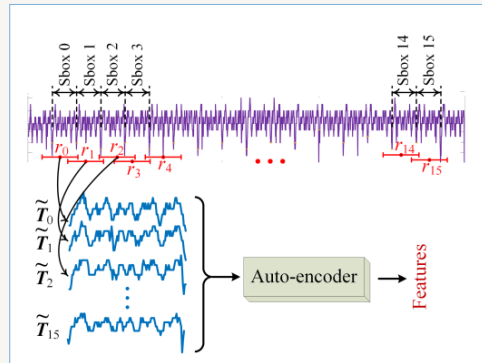 Sbox 0
Sbox 1
Sbox 2
Sbox 3
Sbox 14
Sbox 15
r₀
r₁
r₂
r₃
r₄
r₁₄
r₁₅
T̃₀
T̃₁
T̃₂
T̃₁₅
Auto-encoder
Features